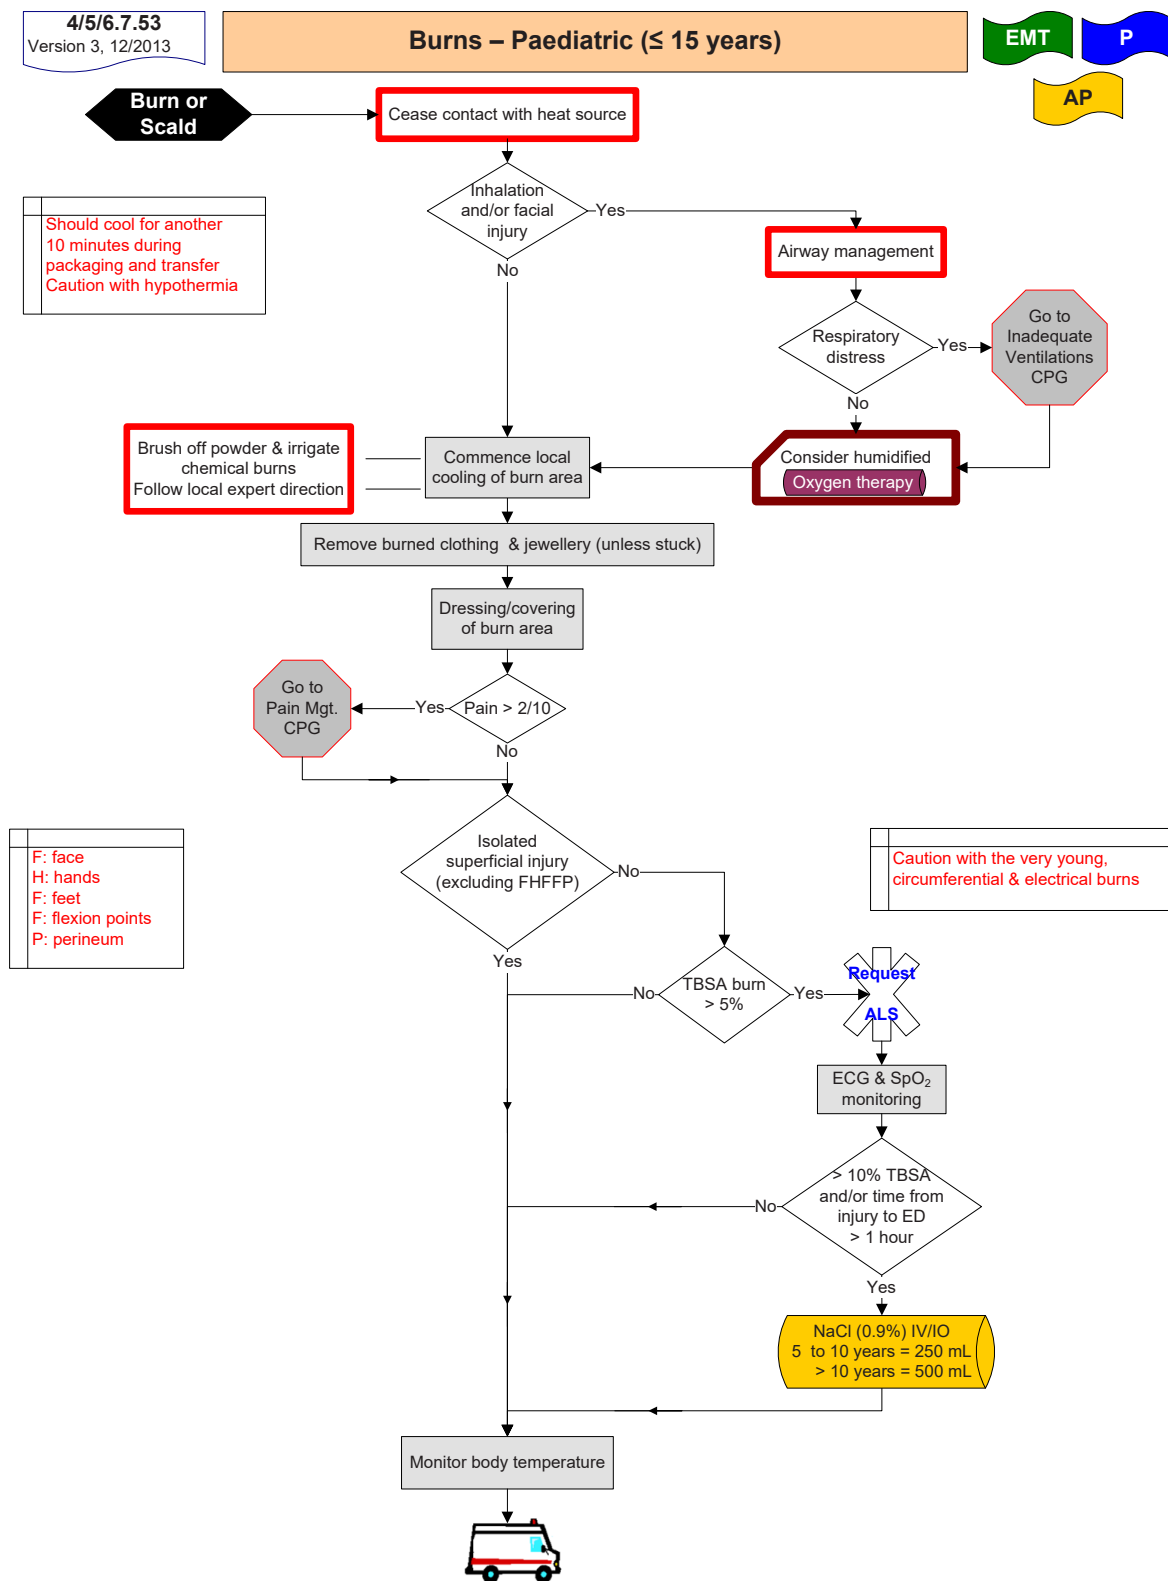 4/5/6.7.53
Version 3, 12/2013
Burns – Paediatric (≤ 15 years)
EMT
P
AP
Burn or
Scald
Cease contact with heat source
Inhalation
and/or facial
injury
Yes
No
Should cool for another
10 minutes during
packaging and transfer
Caution with hypothermia
Airway management
Respiratory
distress
Yes
No
Go to
Inadequate
Ventilations
CPG
Brush off powder & irrigate
chemical burns
Follow local expert direction
Commence local
cooling of burn area
Consider humidified
Oxygen therapy
Remove burned clothing & jewellery (unless stuck)
Dressing/covering
of burn area
Go to
Pain Mgt.
CPG
Yes
Pain > 2/10
No
Isolated
superficial injury
(excluding FHFFP)
No
Yes
F: face
H: hands
F: feet
F: flexion points
P: perineum
Caution with the very young,
circumferential & electrical burns
No
TBSA burn
> 5%
Yes
Request
ALS
ECG & SpO₂
monitoring
> 10% TBSA
and/or time from
injury to ED
> 1 hour
No
Yes
NaCl (0.9%) IV/IO
5 to 10 years = 250 mL
> 10 years = 500 mL
Monitor body temperature